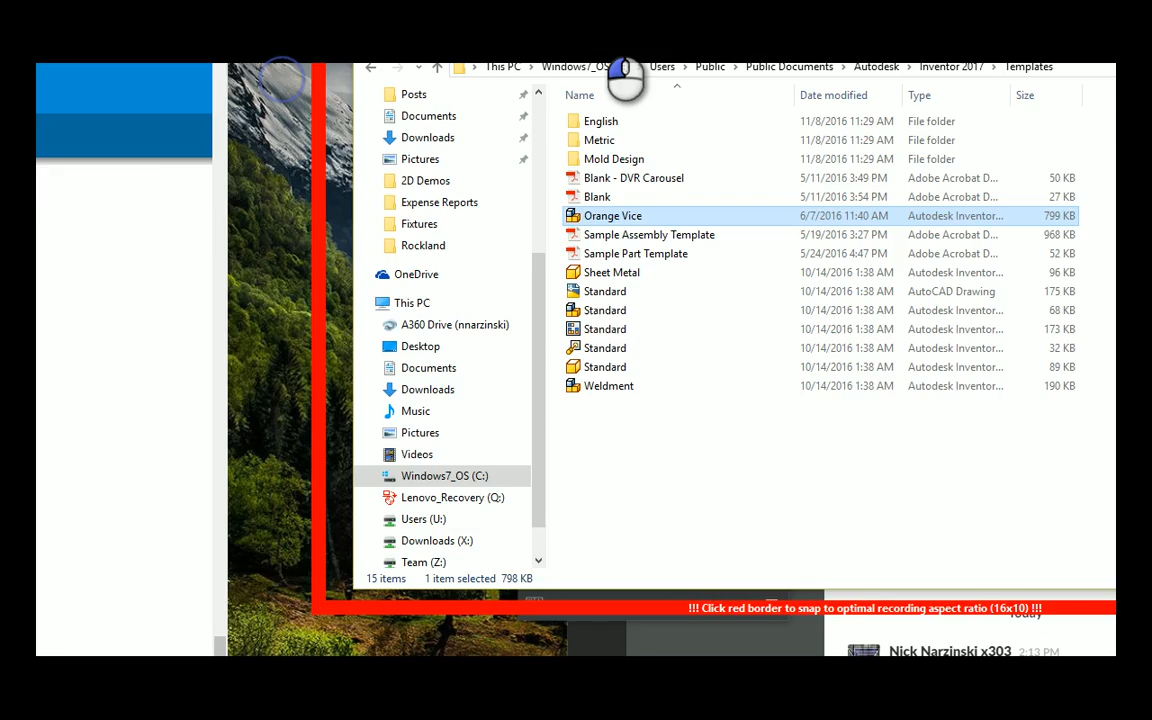 This PC Windows7_OS Users Public Public Documents Autodesk Inventor 2017 Templates
Name Date modified Type Size
Posts
Documents
Downloads
Pictures
2D Demos
Expense Reports
Fixtures
Rockland
OneDrive
This PC
A360 Drive (nnarzinski)
Desktop
Documents
Downloads
Music
Pictures
Videos
Windows7_OS (C:)
Lenovo_Recovery (Q:)
Users (U:)
Downloads (X:)
Team (Z:)
English 11/8/2016 11:29 AM File folder
Metric 11/8/2016 11:29 AM File folder
Mold Design 11/8/2016 11:29 AM File folder
Blank - DVR Carousel 5/11/2016 3:49 PM Adobe Acrobat D... 50 KB
Blank 5/11/2016 3:54 PM Adobe Acrobat D... 27 KB
Orange Vice 6/7/2016 11:40 AM Autodesk Inventor... 799 KB
Sample Assembly Template 5/19/2016 3:27 PM Adobe Acrobat D... 968 KB
Sample Part Template 5/24/2016 4:47 PM Adobe Acrobat D... 52 KB
Sheet Metal 10/14/2016 1:38 AM Autodesk Inventor... 96 KB
Standard 10/14/2016 1:38 AM AutoCAD Drawing 175 KB
Standard 10/14/2016 1:38 AM Autodesk Inventor... 68 KB
Standard 10/14/2016 1:38 AM Autodesk Inventor... 173 KB
Standard 10/14/2016 1:38 AM Autodesk Inventor... 32 KB
Standard 10/14/2016 1:38 AM Autodesk Inventor... 89 KB
Weldment 10/14/2016 1:38 AM Autodesk Inventor... 190 KB
15 items 1 item selected 798 KB
!!! Click red border to snap to optimal recording aspect ratio (16x10) !!!
Today
Nick Narzinski x303 2:13 PM